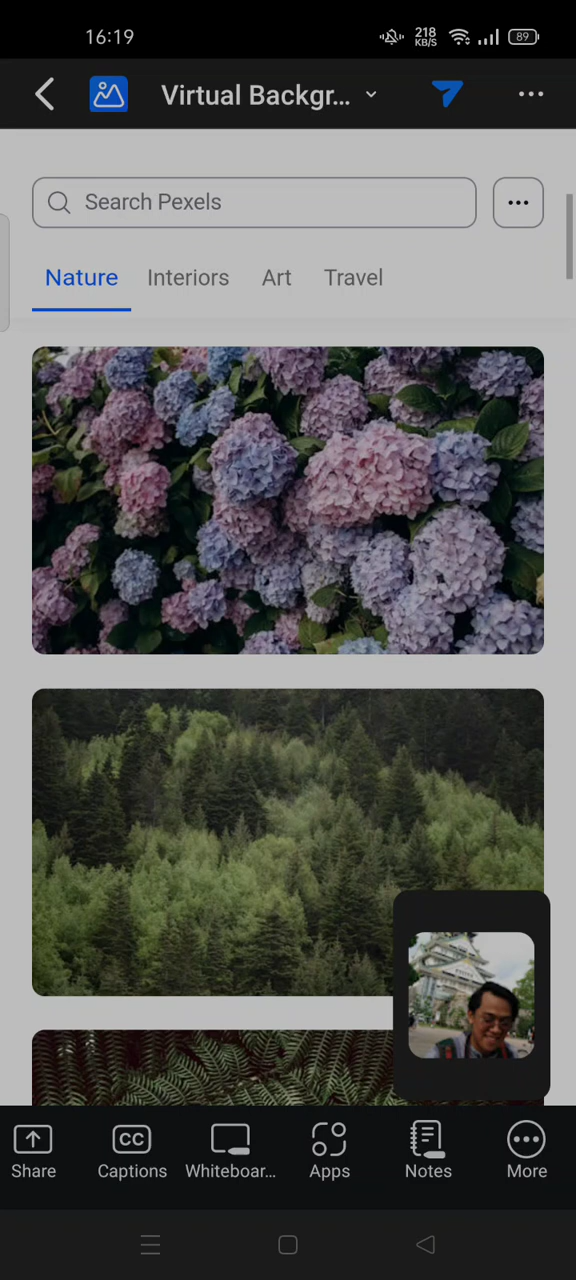 16:19
218 KB/S
89
Virtual Backgr...
Search Pexels
Nature Interiors Art Travel
CC
Share Captions Whiteboar... Apps Notes More